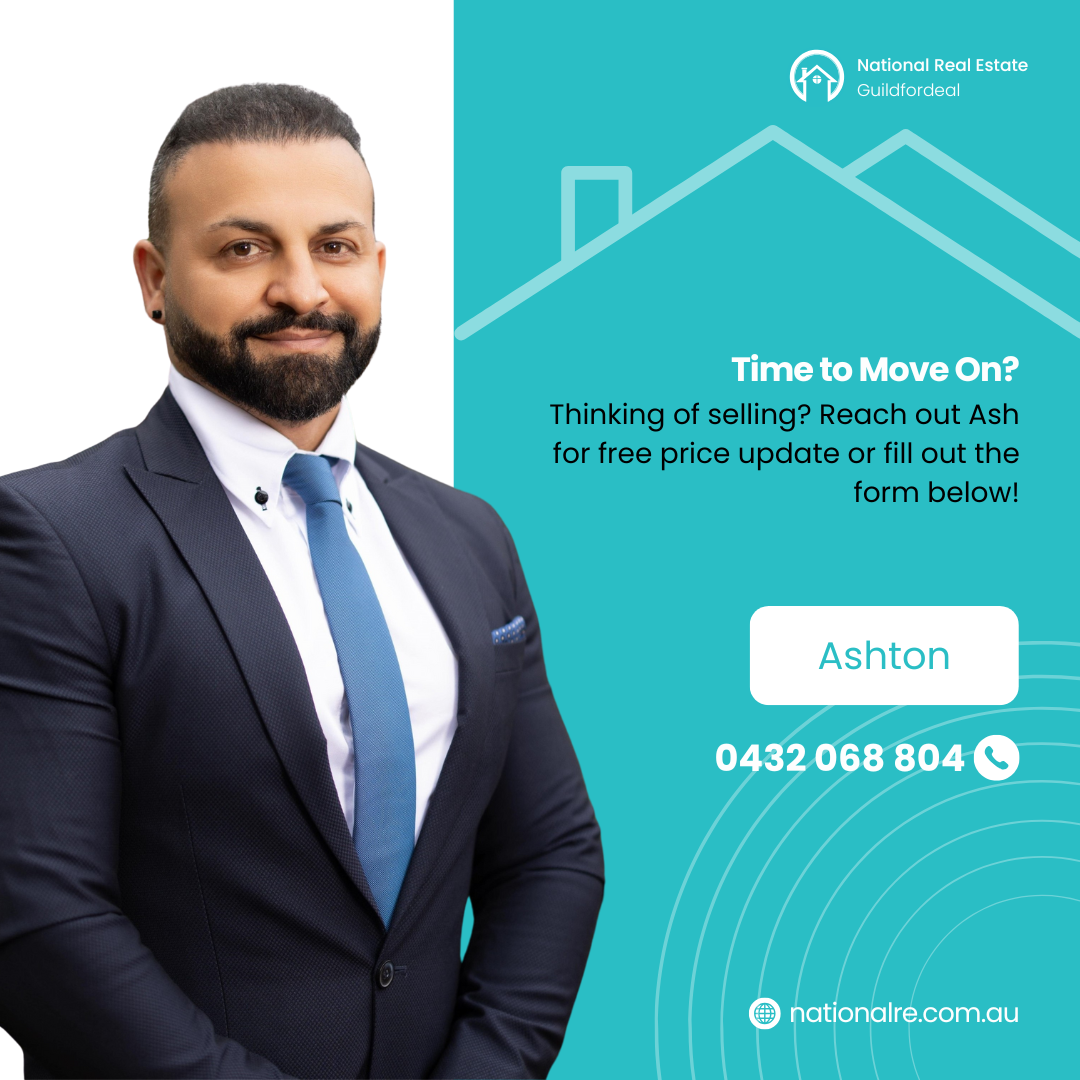 National Real Estate
Guildfordeal
Time to Move On?
Thinking of selling? Reach out Ash
for free price update or fill out the
form below!
Ashton
0432 068 804
nationalre.com.au